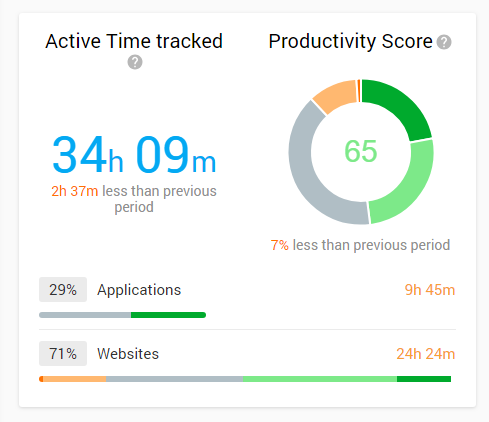 Active Time tracked
?
Productivity Score ?
34h 09m
2h 37m less than previous
period
65
7% less than previous period
29% Applications 9h 45m
71% Websites 24h 24m